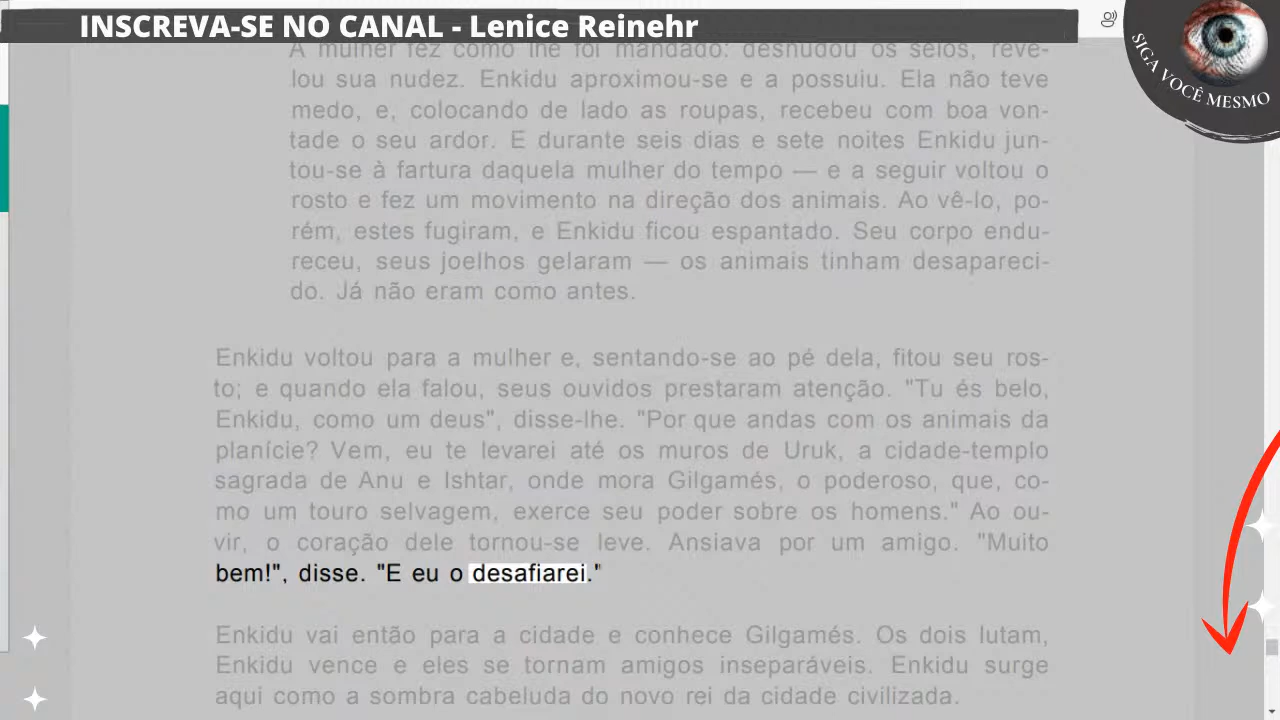 INSCREVA-SE NO CANAL - Lenice Reinehr
SIGA VOCÊ MESMO
A mulher fez como lhe foi mandado: desnudou os seios, reve-
lou sua nudez. Enkidu aproximou-se e a possuiu. Ela não teve
medo, e, colocando de lado as roupas, recebeu com boa von-
tade o seu ardor. E durante seis dias e sete noites Enkidu jun-
tou-se à fartura daquela mulher do tempo — e a seguir voltou o
rosto e fez um movimento na direção dos animais. Ao vê-lo, po-
rém, estes fugiram, e Enkidu ficou espantado. Seu corpo endu-
receu, seus joelhos gelaram — os animais tinham desapareci-
do. Já não eram como antes.
Enkidu voltou para a mulher e, sentando-se ao pé dela, fitou seu ros-
to; e quando ela falou, seus ouvidos prestaram atenção. "Tu és belo,
Enkidu, como um deus", disse-lhe. "Por que andas com os animais da
planície? Vem, eu te levarei até os muros de Uruk, a cidade-templo
sagrada de Anu e Ishtar, onde mora Gilgamés, o poderoso, que, co-
mo um touro selvagem, exerce seu poder sobre os homens." Ao ou-
vir, o coração dele tornou-se leve. Ansiava por um amigo. "Muito
bem!", disse. "E eu o desafiarei."
Enkidu vai então para a cidade e conhece Gilgamés. Os dois lutam,
Enkidu vence e eles se tornam amigos inseparáveis. Enkidu surge
aqui como a sombra cabeluda do novo rei da cidade civilizada.